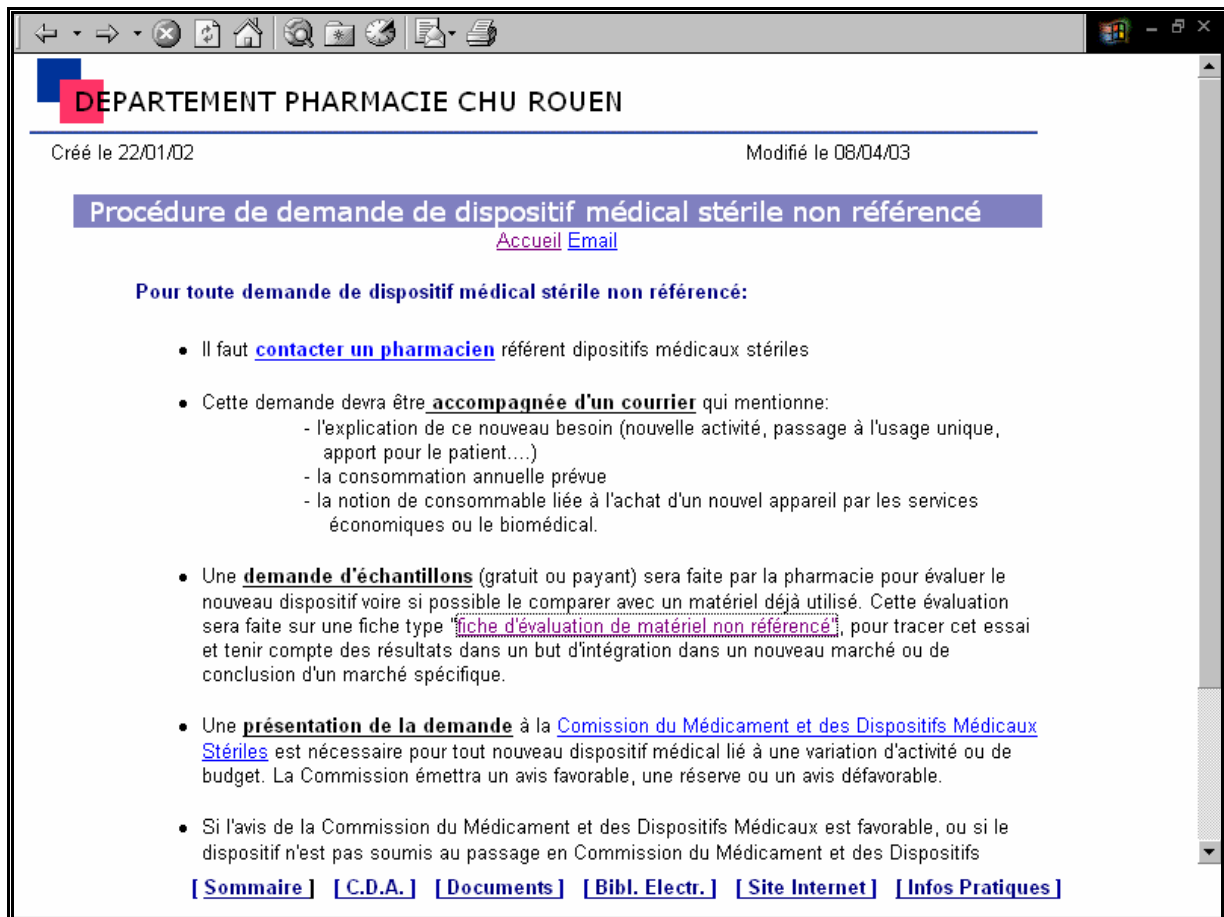 DEPARTEMENT PHARMACIE CHU ROUEN
Créé le 22/01/02 Modifié le 08/04/03
Procédure de demande de dispositif médical stérile non référencé
Accueil Email
Pour toute demande de dispositif médical stérile non référencé:
• Il faut contacter un pharmacien référent dipositifs médicaux stériles
• Cette demande devra être accompagnée d'un courrier qui mentionne:
- l'explication de ce nouveau besoin (nouvelle activité, passage à l'usage unique,
apport pour le patient....)
- la consommation annuelle prévue
- la notion de consommable liée à l'achat d'un nouvel appareil par les services
économiques ou le biomédical.
• Une demande d'échantillons (gratuit ou payant) sera faite par la pharmacie pour évaluer le
nouveau dispositif voire si possible le comparer avec un matériel déjà utilisé. Cette évaluation
sera faite sur une fiche type "fiche d'évaluation de matériel non référencé", pour tracer cet essai
et tenir compte des résultats dans un but d'intégration dans un nouveau marché ou de
conclusion d'un marché spécifique.
• Une présentation de la demande à la Comission du Médicament et des Dispositifs Médicaux
Stériles est nécessaire pour tout nouveau dispositif médical lié à une variation d'activité ou de
budget. La Commission émettra un avis favorable, une réserve ou un avis défavorable.
• Si l'avis de la Commission du Médicament et des Dispositifs Médicaux est favorable, ou si le
dispositif n'est pas soumis au passage en Commission du Médicament et des Dispositifs
[ Sommaire ] [ C.D.A. ] [ Documents ] [ Bibl. Electr. ] [ Site Internet ] [ Infos Pratiques ]